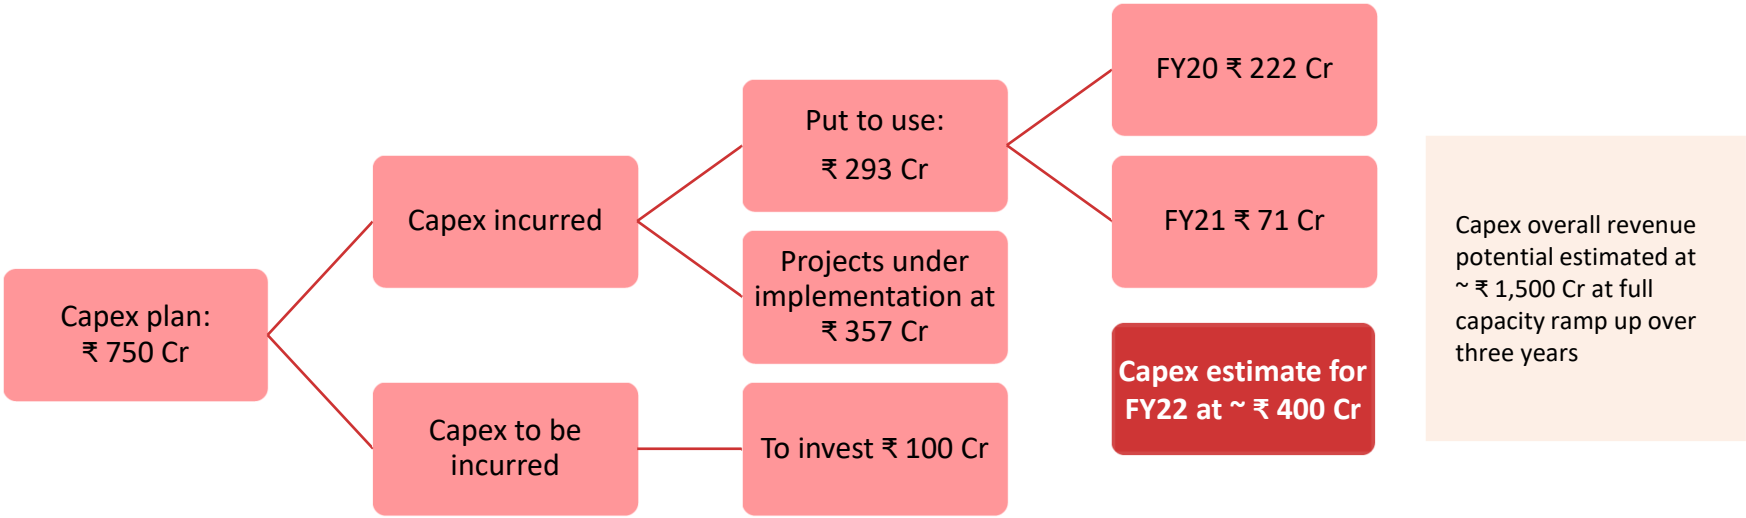 Capex plan:
₹ 750 Cr
Capex incurred
Capex to be
incurred
Put to use:
₹ 293 Cr
Projects under
implementation at
₹ 357 Cr
To invest ₹ 100 Cr
FY20 ₹ 222 Cr
FY21 ₹ 71 Cr
Capex estimate for
FY22 at ~ ₹ 400 Cr
Capex overall revenue
potential estimated at
~ ₹ 1,500 Cr at full
capacity ramp up over
three years